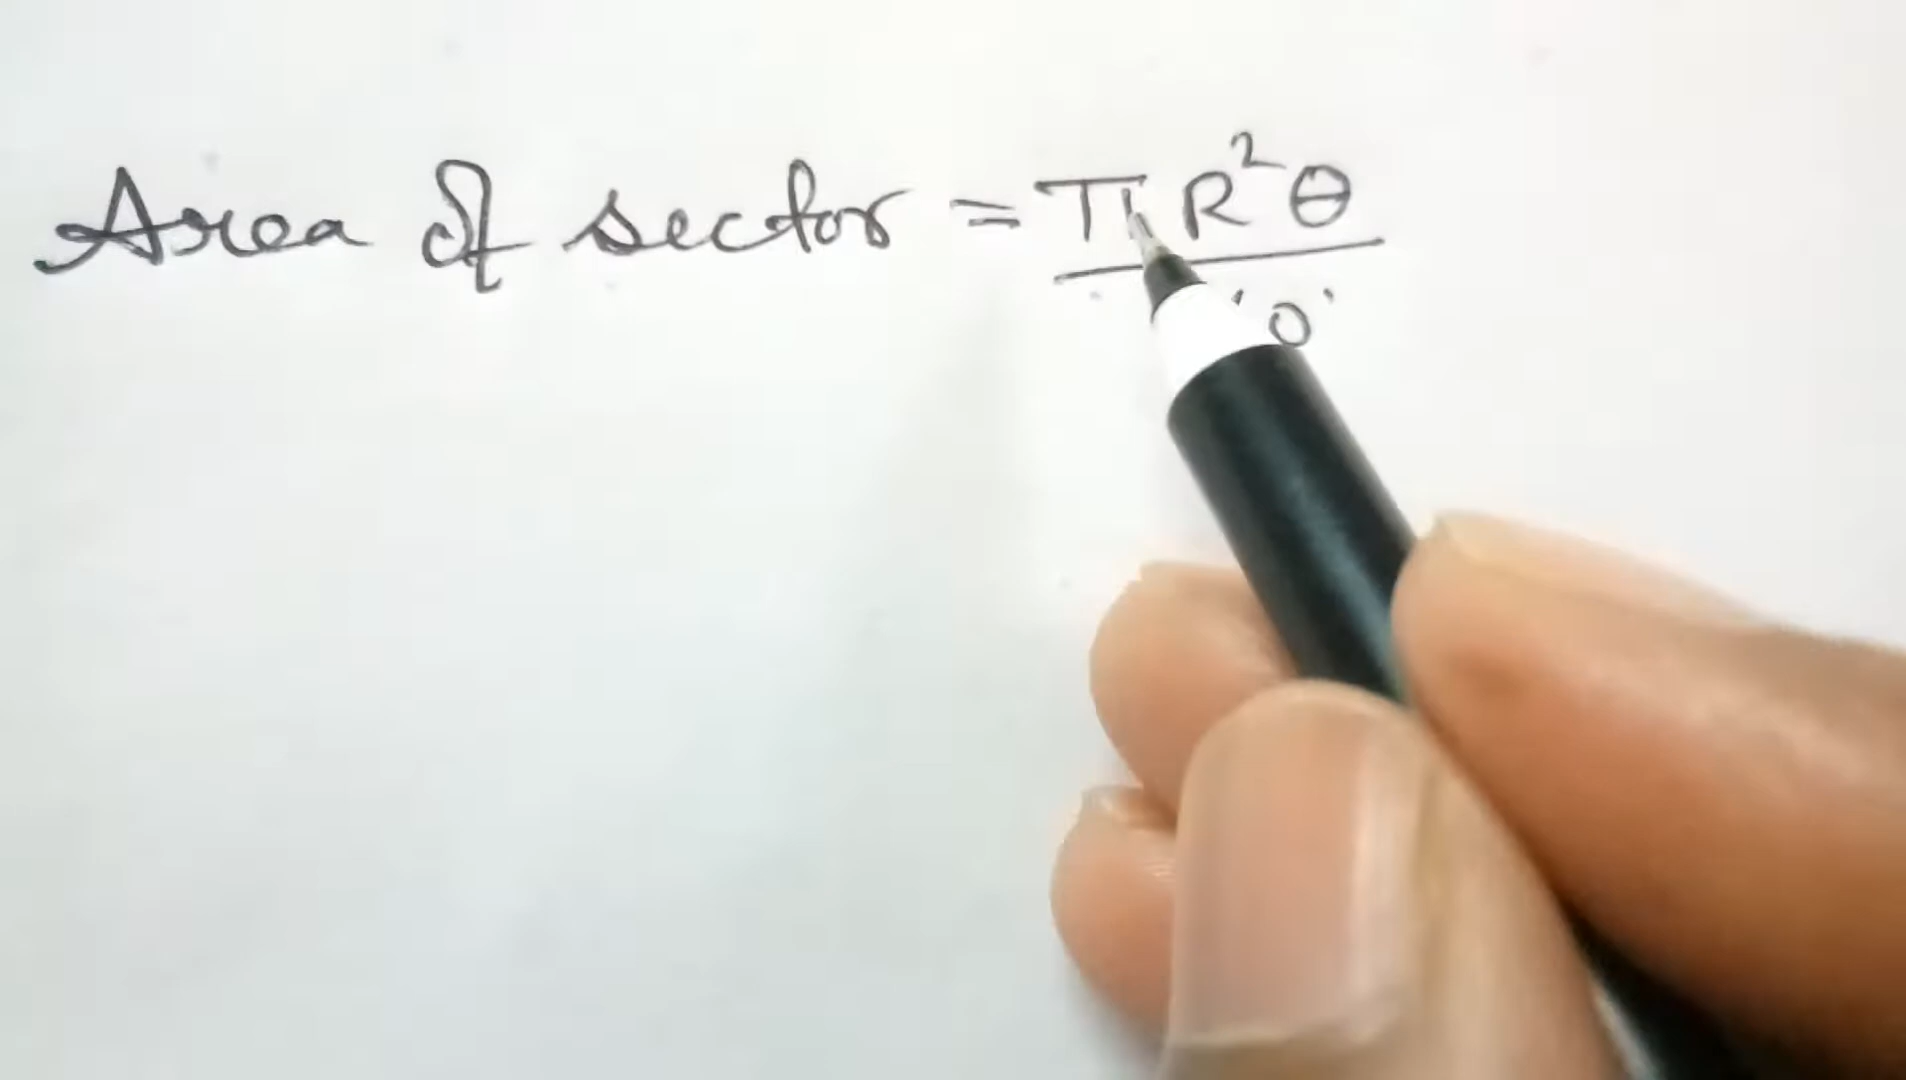 Area of sector = πR²θ